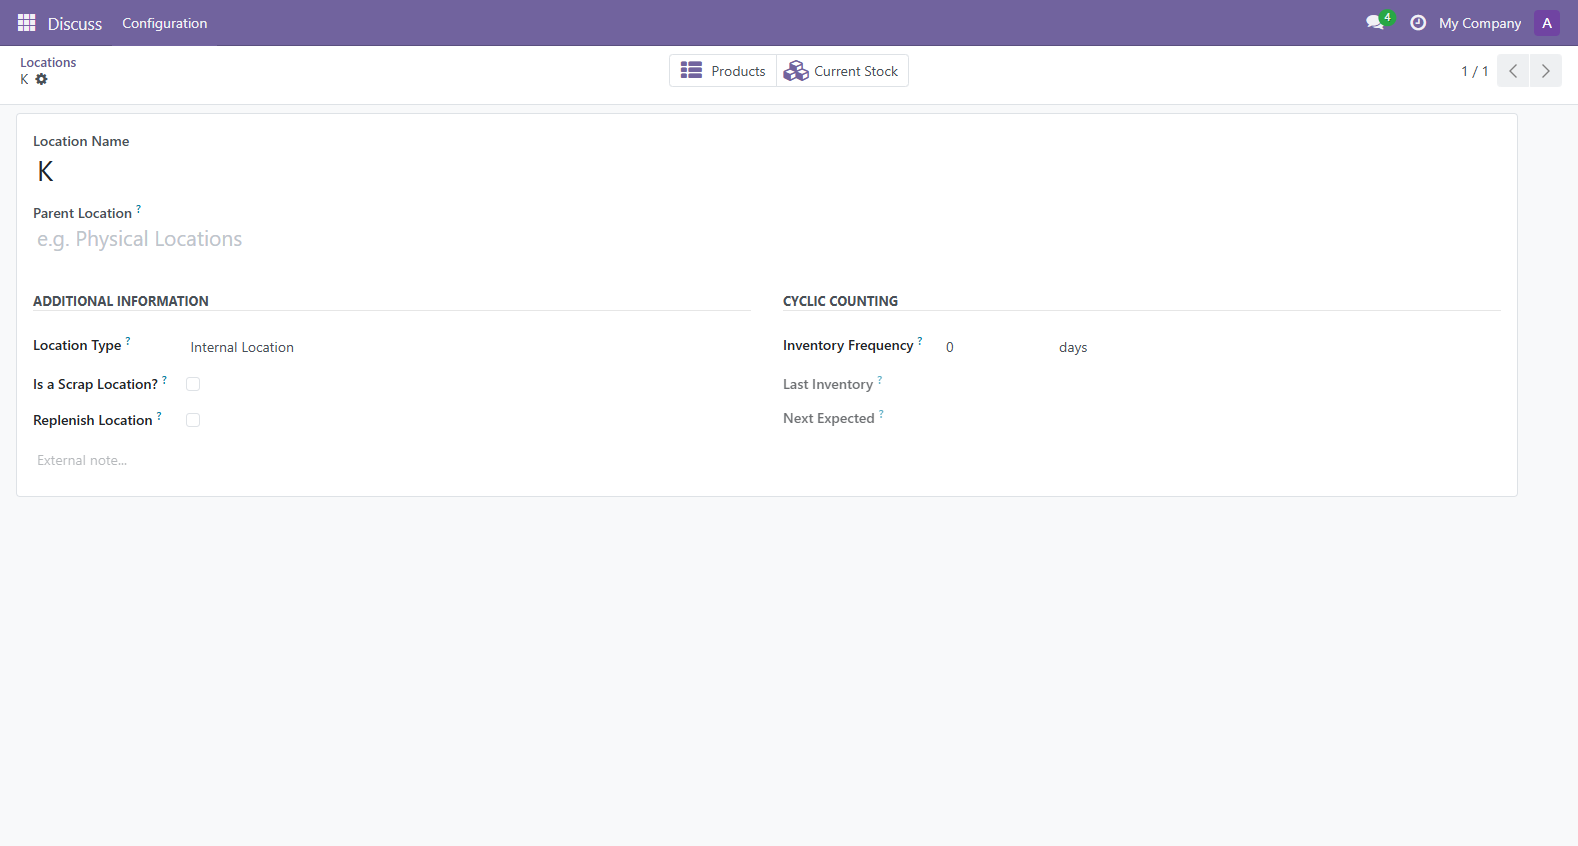 Discuss Configuration 4 My Company A
Locations
K
Products Current Stock
1 / 1
Location Name
K
Parent Location ?
e.g. Physical Locations
ADDITIONAL INFORMATION
Location Type ? Internal Location
Is a Scrap Location? ?
Replenish Location ?
External note...
CYCLIC COUNTING
Inventory Frequency ? 0 days
Last Inventory ?
Next Expected ?